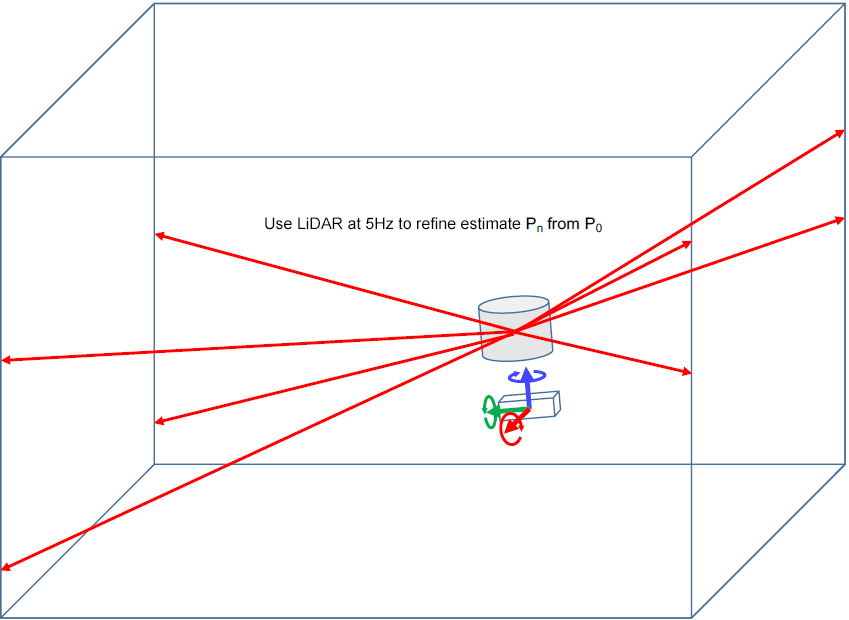 Use LiDAR at 5Hz to refine estimate Pn from P0